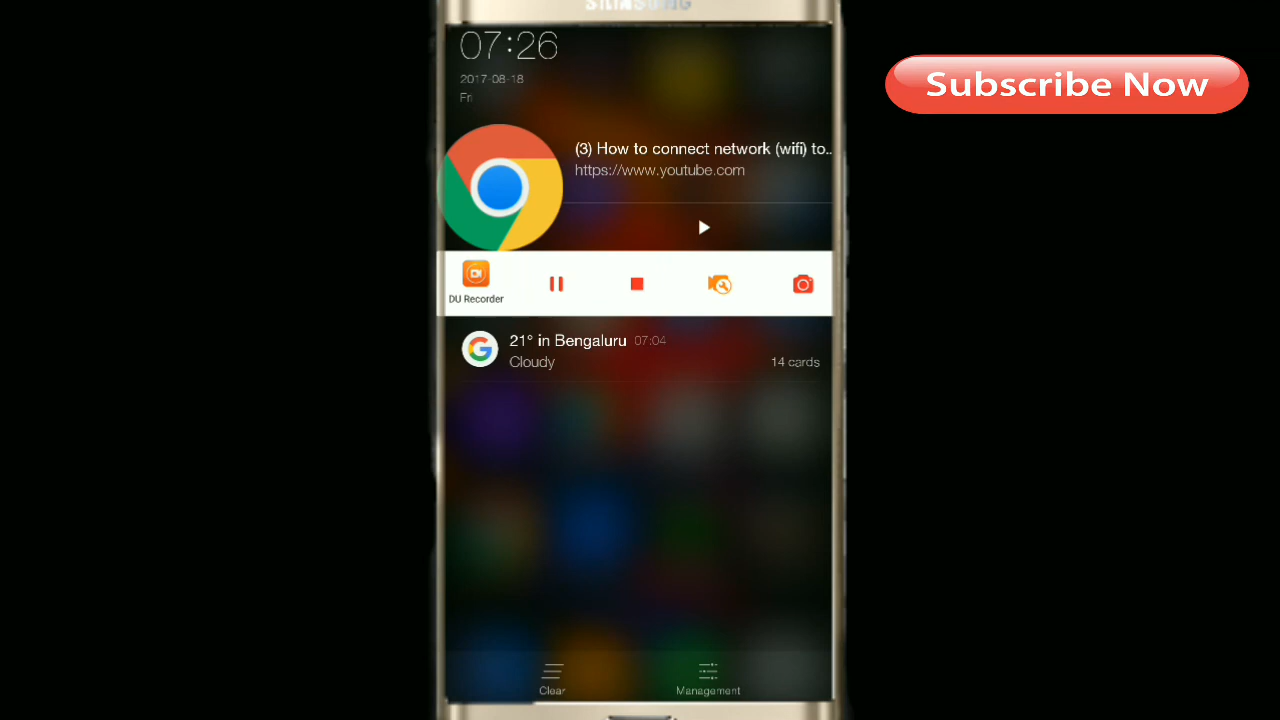 SAMSUNG
07:26
2017-08-18
Fri
Subscribe Now
(3) How to connect network (wifi) to..
https://www.youtube.com
DU Recorder
21° in Bengaluru 07:04
Cloudy
14 cards
Clear
Management